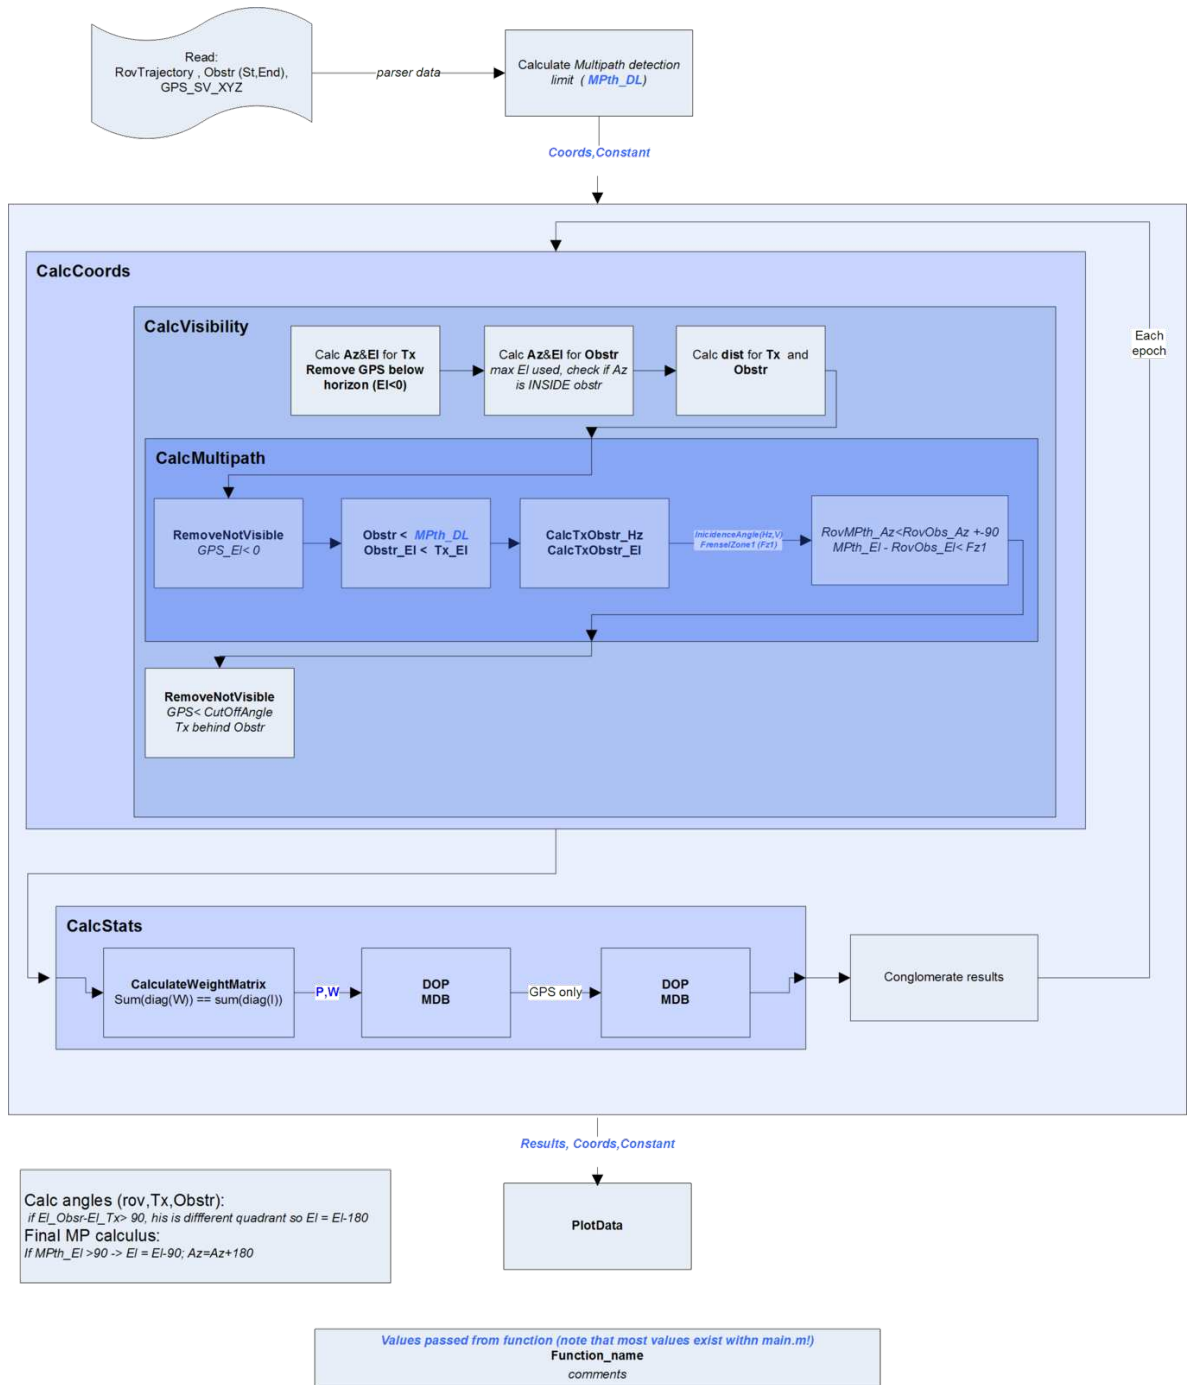 Read:
RovTrajectory , Obstr (St,End),
GPS_SV_XYZ
parser data
Calculate Multipath detection
limit ( MPth_DL)
Coords,Constant
Each
epoch
CalcCoords
CalcVisibility
Calc Az&El for Tx
Remove GPS below
horizon (El<0)
Calc Az&El for Obstr
max El used, check if Az
is INSIDE obstr
Calc dist for Tx and
Obstr
CalcMultipath
RemoveNotVisible
GPS_El< 0
Obstr < MPth_DL
Obstr_El < Tx_El
CalcTxObstr_Hz
CalcTxObstr_El
InicidenceAngle(Hz,V)
FrenselZone1 (Fz1)
RovMPth_Az<RovObs_Az +-90
MPth_El - RovObs_El< Fz1
RemoveNotVisible
GPS< CutOffAngle
Tx behind Obstr
CalcStats
CalculateWeightMatrix
Sum(diag(W)) == sum(diag(I))
P,W
DOP
MDB
GPS only
DOP
MDB
Conglomerate results
Results, Coords,Constant
Calc angles (rov,Tx,Obstr):
if El_Obsr-El_Tx> 90, his is diffferent quadrant so El = El-180
Final MP calculus:
If MPth_El >90 -> El = El-90; Az=Az+180
PlotData
Values passed from function (note that most values exist withn main.m!)
Function_name
comments